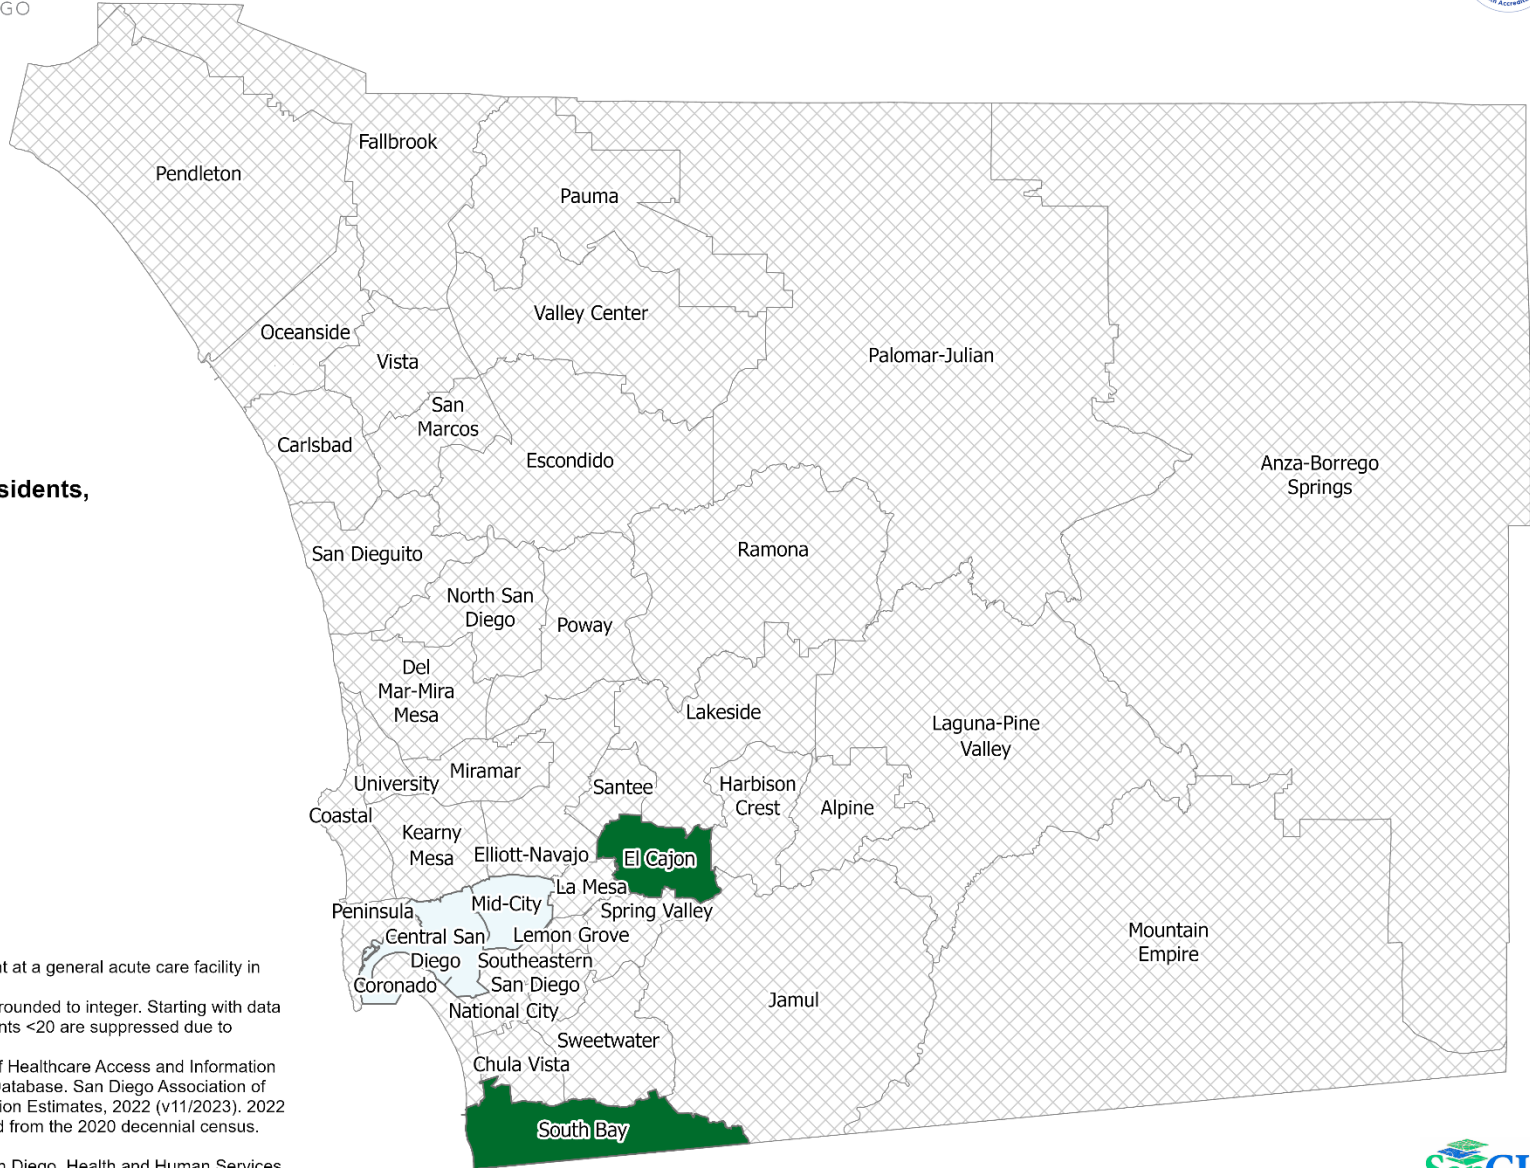 GO
Fallbrook
Pendleton
Pauma
Valley Center
Oceanside
Vista
Palomar-Julian
San
Marcos
Carlsbad
Escondido
Anza-Borrego
Springs
sidents,
San Dieguito
Ramona
North San
Diego
Poway
Del
Mar-Mira
Mesa
Lakeside
Laguna-Pine
Valley
Miramar
University
Santee
Harbison
Crest
Alpine
Coastal
Kearny
Mesa
Elliott-Navajo
El Cajon
La Mesa
Mid-City
Peninsula
Spring Valley
Central San
Diego
Lemon Grove
Mountain
Empire
Southeastern
San Diego
Coronado
Jamul
National City
Sweetwater
Chula Vista
South Bay
t at a general acute care facility in
rounded to integer. Starting with data
nts <20 are suppressed due to
f Healthcare Access and Information
Database. San Diego Association of
ion Estimates, 2022 (v11/2023). 2022
d from the 2020 decennial census.
n Diego, Health and Human Services